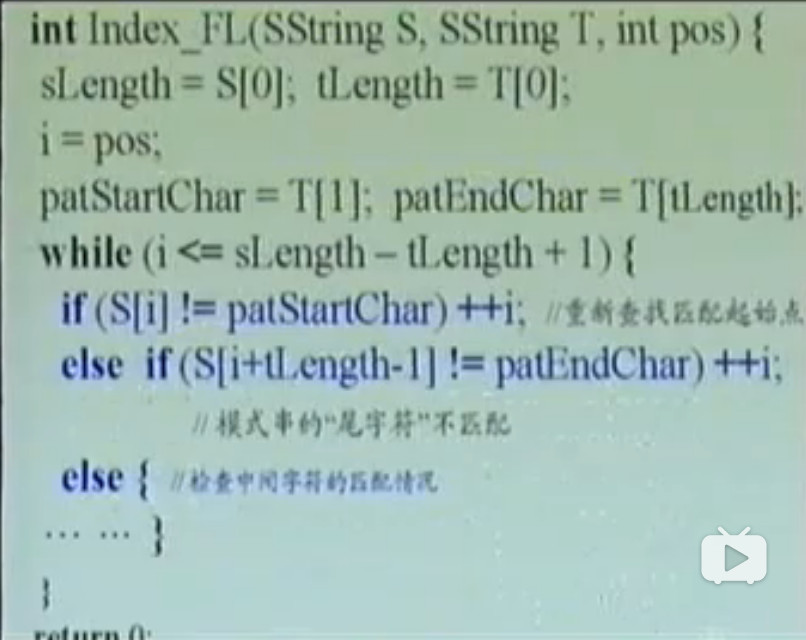 int Index_FL(SString S, SString T, int pos) {
sLength = S[0]; tLength = T[0];
i = pos;
patStartChar = T[1]; patEndChar = T[tLength];
while (i <= sLength – tLength + 1) {
if (S[i] != patStartChar) ++i; //重新查找匹配起始点
else if (S[i+tLength-1] != patEndChar) ++i;
// 模式串的“尾字符”不匹配
else { //检查中间字符的匹配情况
... ... }
}
return 0;